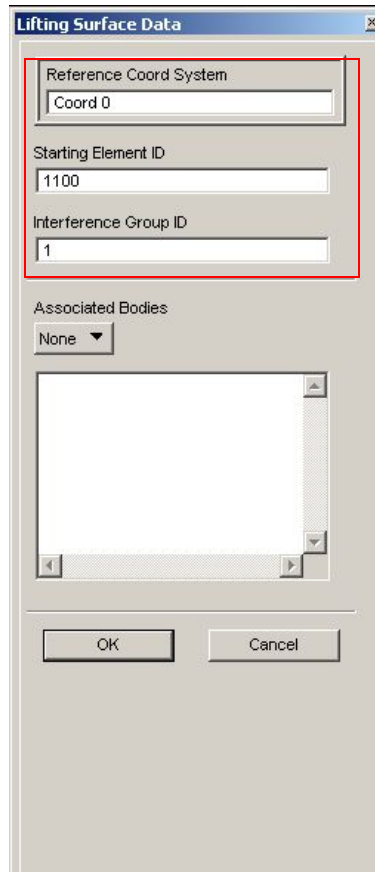 Lifting Surface Data
Reference Coord System
Coord 0
Starting Element ID
1100
Interference Group ID
1
Associated Bodies
None
OK Cancel